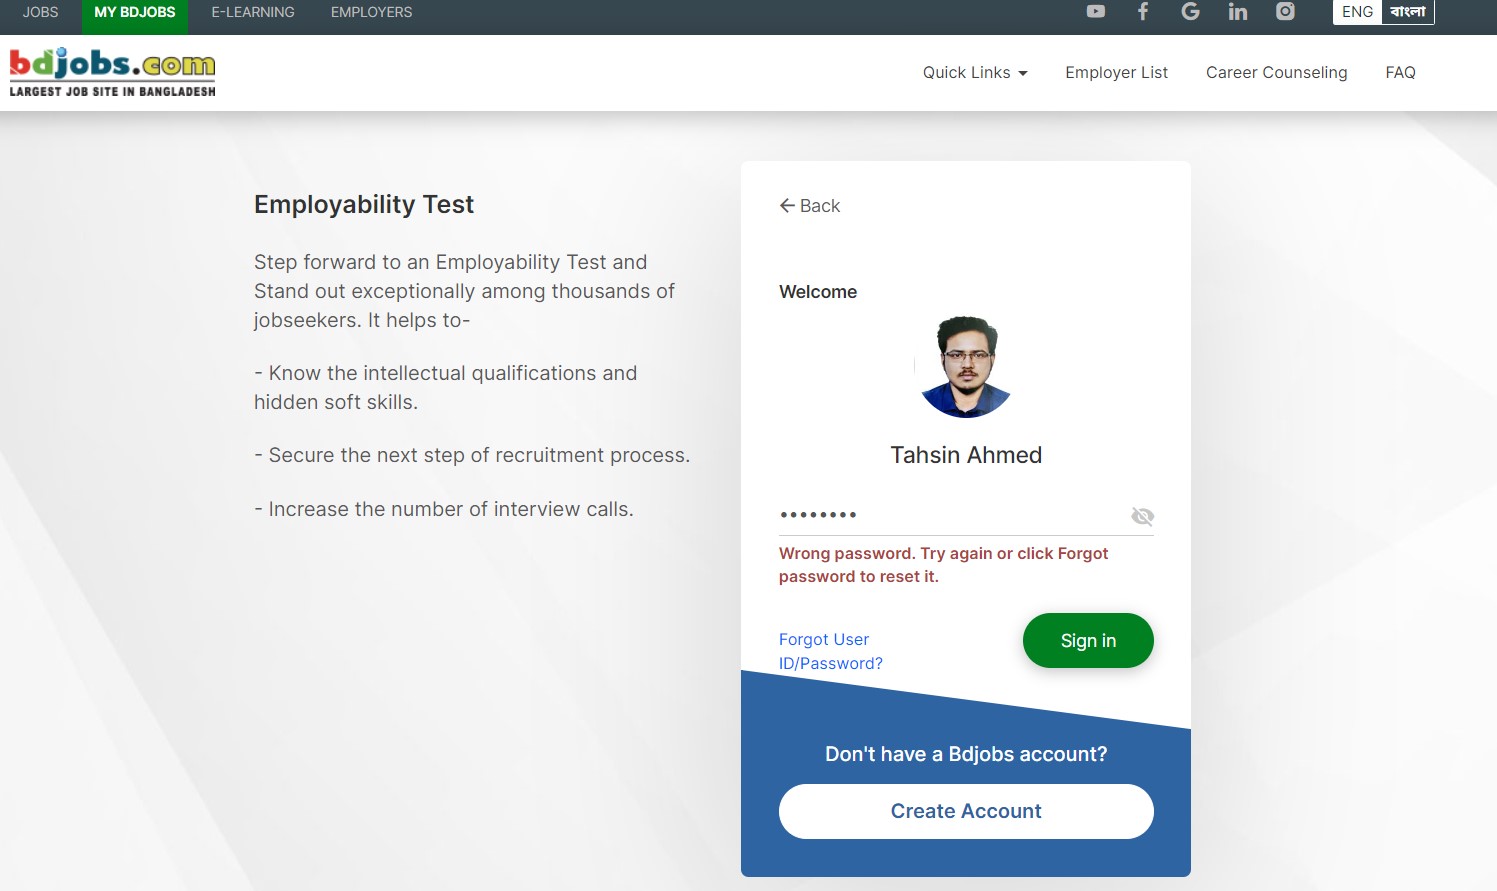 JOBS
MY BDJOBS
E-LEARNING
EMPLOYERS
ENG
বাংলা
bdjobs.com
LARGEST JOB SITE IN BANGLADESH
Quick Links
Employer List
Career Counseling
FAQ
Employability Test
Step forward to an Employability Test and
Stand out exceptionally among thousands of
jobseekers. It helps to-
- Know the intellectual qualifications and
hidden soft skills.
- Secure the next step of recruitment process.
- Increase the number of interview calls.
Back
Welcome
Tahsin Ahmed
••••••••
Wrong password. Try again or click Forgot
password to reset it.
Forgot User
ID/Password?
Sign in
Don't have a Bdjobs account?
Create Account